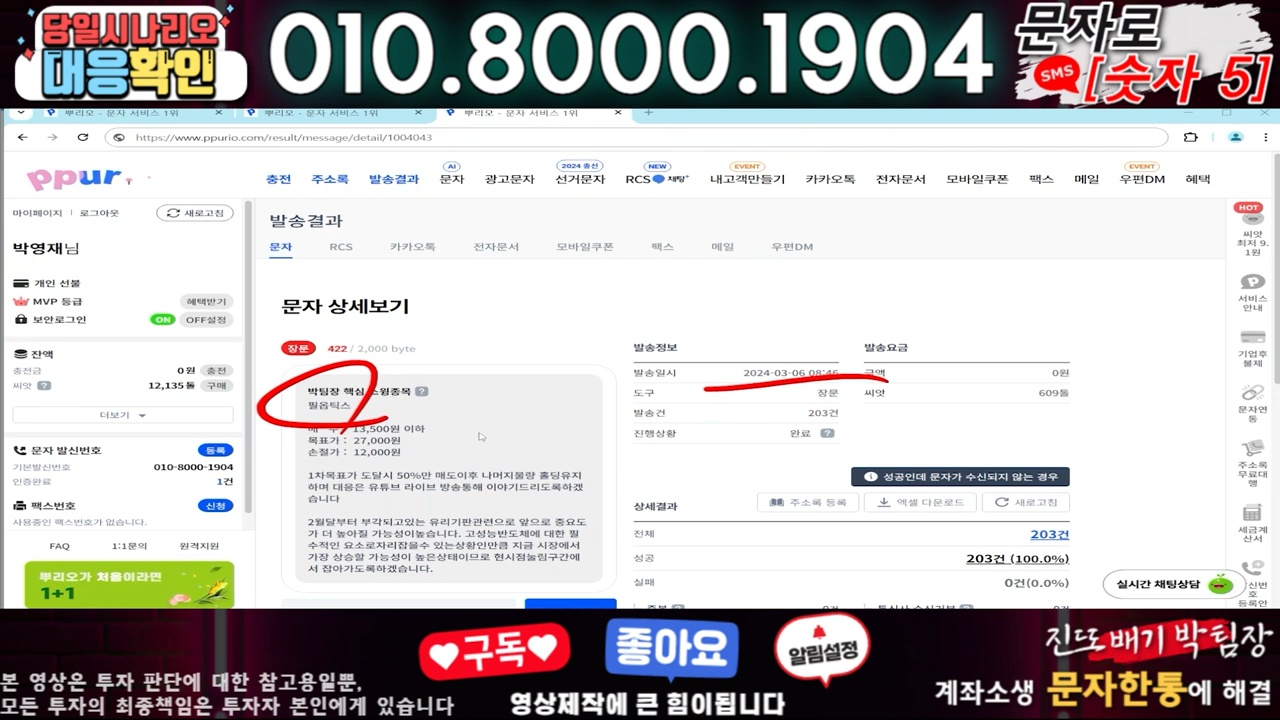 당일시나리오
대응확인
010.8000.1904
문자로
SMS
[숫자 5]
뿌리오 - 문자 서비스 1위
뿌리오 - 문자 서비스 1위
뿌리오 - 문자 서비스 1위
https://www.ppurio.com/result/message/detail/1004043
ppur
충전
주소록
발송결과
AI
문자
광고문자
2024 총선
선거문자
NEW
RCS 채팅+
EVENT
내고객만들기
카카오톡
전자문서
모바일쿠폰
팩스
메일
EVENT
우편DM
혜택
마이페이지 | 로그아웃
새로고침
박영재님
개인 선불
MVP 등급 혜택받기
보안로그인 ON OFF설정
잔액
충전금 0원 충전
씨앗 ? 12,135톨 구매
더보기
문자 발신번호 등록
기본발신번호 010-8000-1904
인증완료 1건
팩스번호 신청
사용중인 팩스번호가 없습니다.
FAQ 1:1문의 원격지원
뿌리오가 처음이라면
1+1
발송결과
문자 RCS 카카오톡 전자문서 모바일쿠폰 팩스 메일 우편DM
문자 상세보기
장문 422 / 2,000 byte
박팀장 핵심 스윙종목 ?
필옵틱스
13,500원 이하
목표가 : 27,000원
손절가 : 12,000원
1차목표가 도달시 50%만 매도이후 나머지물량 홀딩유지
하며 대응은 유튜브 라이브 방송통해 이야기드리도록하겠
습니다
2월달부터 부각되고있는 유리기판관련으로 앞으로 중요도
가 더 높아질 가능성이높습니다. 고성능반도체에 대한 필
수적인 요소로자리잡을수 있는상황인만큼 지금 시장에서
가장 상승할 가능성이 높은상태이므로 현시점눌림구간에
서 잡아가도록하겠습니다.
발송정보
발송일시 2024-03-06 08:46
도구 장문
발송건 203건
진행상황 완료 ?
발송요금
금액 0원
씨앗 609톨
성공인데 문자가 수신되지 않는 경우
상세결과
주소록 등록
엑셀 다운로드
새로고침
전체 203건
성공 203건 (100.0%)
실패 0건(0.0%)
실시간 채팅상담
HOT
씨앗
최저 9.
1원
서비스
안내
기업후
불제
문자연
동
주소록
무료대
행
세금계
산서
발신번
호
등록안
구독
좋아요
알림설정
영상제작에 큰 힘이됩니다
본 영상은 투자 판단에 대한 참고용일뿐,
모든 투자의 최종책임은 투자자 본인에게 있습니다
진또배기 박팀장
계좌소생 문자한통에 해결